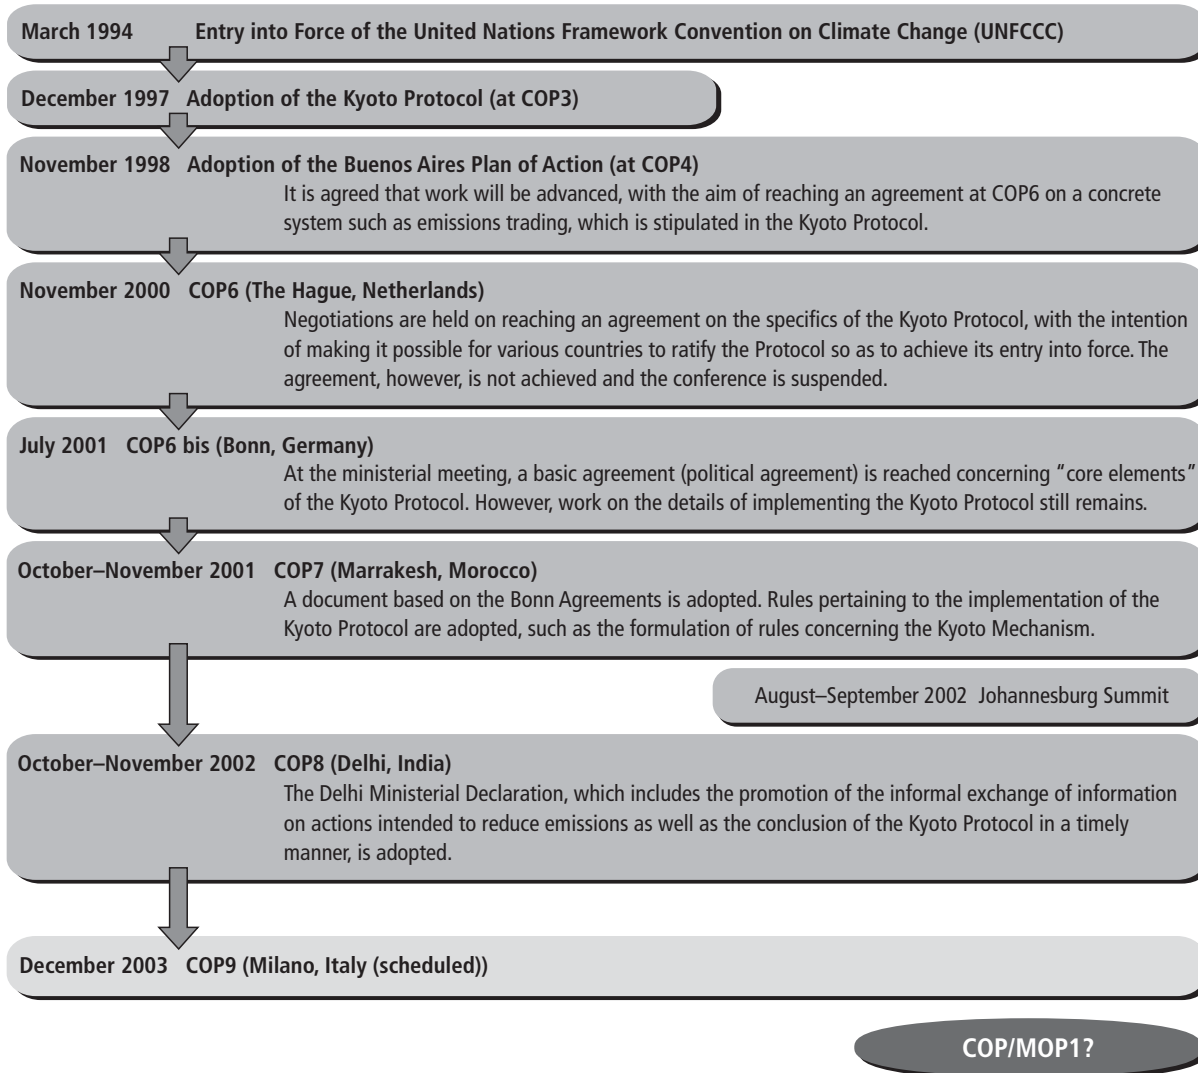 March 1994 Entry into Force of the United Nations Framework Convention on Climate Change (UNFCCC)
December 1997 Adoption of the Kyoto Protocol (at COP3)
November 1998 Adoption of the Buenos Aires Plan of Action (at COP4)
It is agreed that work will be advanced, with the aim of reaching an agreement at COP6 on a concrete
system such as emissions trading, which is stipulated in the Kyoto Protocol.
November 2000 COP6 (The Hague, Netherlands)
Negotiations are held on reaching an agreement on the specifics of the Kyoto Protocol, with the intention
of making it possible for various countries to ratify the Protocol so as to achieve its entry into force. The
agreement, however, is not achieved and the conference is suspended.
July 2001 COP6 bis (Bonn, Germany)
At the ministerial meeting, a basic agreement (political agreement) is reached concerning “core elements”
of the Kyoto Protocol. However, work on the details of implementing the Kyoto Protocol still remains.
October–November 2001 COP7 (Marrakesh, Morocco)
A document based on the Bonn Agreements is adopted. Rules pertaining to the implementation of the
Kyoto Protocol are adopted, such as the formulation of rules concerning the Kyoto Mechanism.
August–September 2002 Johannesburg Summit
October–November 2002 COP8 (Delhi, India)
The Delhi Ministerial Declaration, which includes the promotion of the informal exchange of information
on actions intended to reduce emissions as well as the conclusion of the Kyoto Protocol in a timely
manner, is adopted.
December 2003 COP9 (Milano, Italy (scheduled))
COP/MOP1?